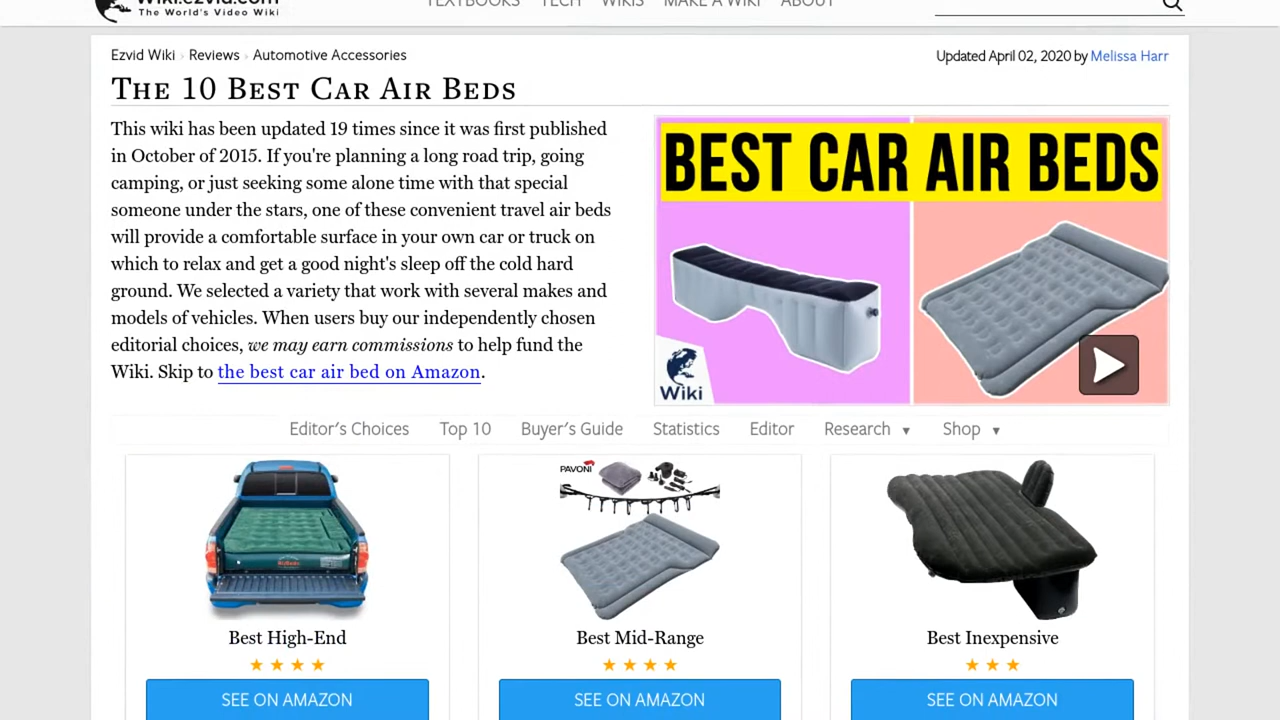 Wiki.ezvid.com
The World's Video Wiki
TEXTBOOKS TECH WIKIS MAKE A WIKI ABOUT
Ezvid Wiki › Reviews › Automotive Accessories
Updated April 02, 2020 by Melissa Harr
The 10 Best Car Air Beds
This wiki has been updated 19 times since it was first published
in October of 2015. If you're planning a long road trip, going
camping, or just seeking some alone time with that special
someone under the stars, one of these convenient travel air beds
will provide a comfortable surface in your own car or truck on
which to relax and get a good night's sleep off the cold hard
ground. We selected a variety that work with several makes and
models of vehicles. When users buy our independently chosen
editorial choices, we may earn commissions to help fund the
Wiki. Skip to the best car air bed on Amazon.
BEST CAR AIR BEDS
Wiki
Editor's Choices Top 10 Buyer's Guide Statistics Editor Research ▼ Shop ▼
PAVONI
Best High-End Best Mid-Range Best Inexpensive
SEE ON AMAZON SEE ON AMAZON SEE ON AMAZON